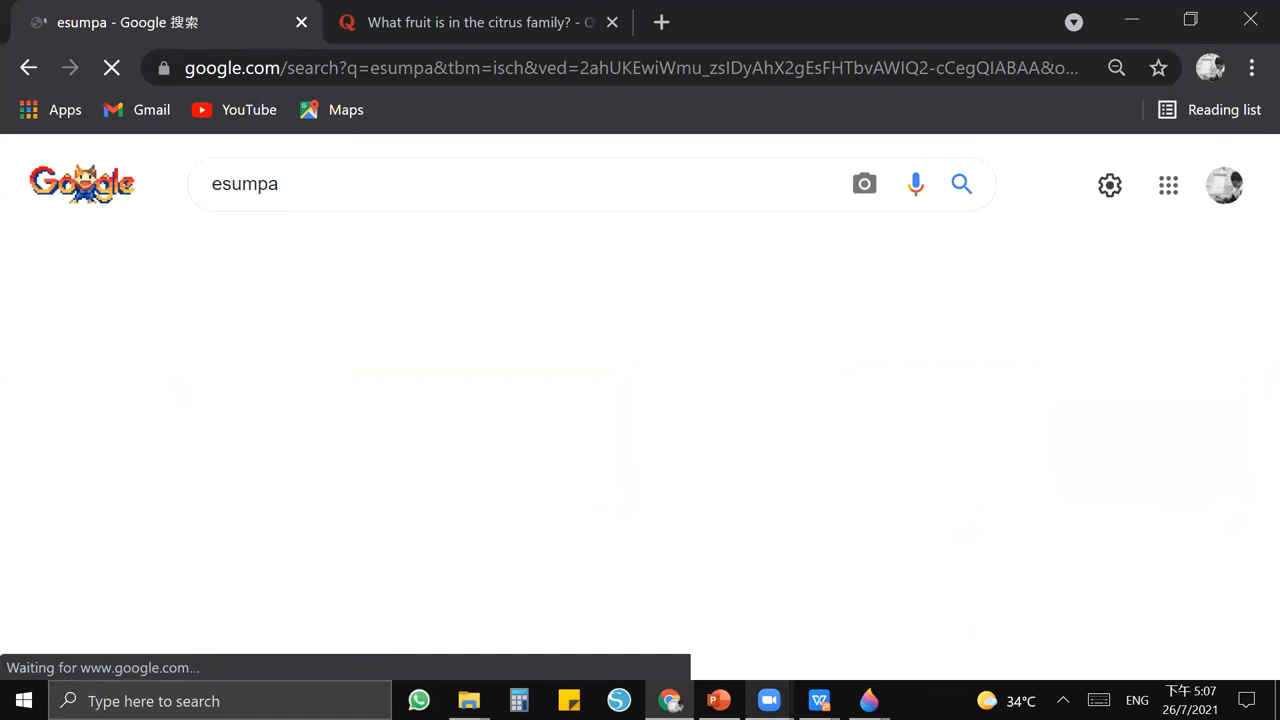 esumpa - Google 搜索
What fruit is in the citrus family? - Q
google.com/search?q=esumpa&tbm=isch&ved=2ahUKEwiWmu_zsIDyAhX2gEsFHTbvAWIQ2-cCegQIABAA&o...
Apps
Gmail
YouTube
Maps
Reading list
Google
esumpa
Waiting for www.google.com...
Type here to search
34°C
ENG
下午 5:07
26/7/2021